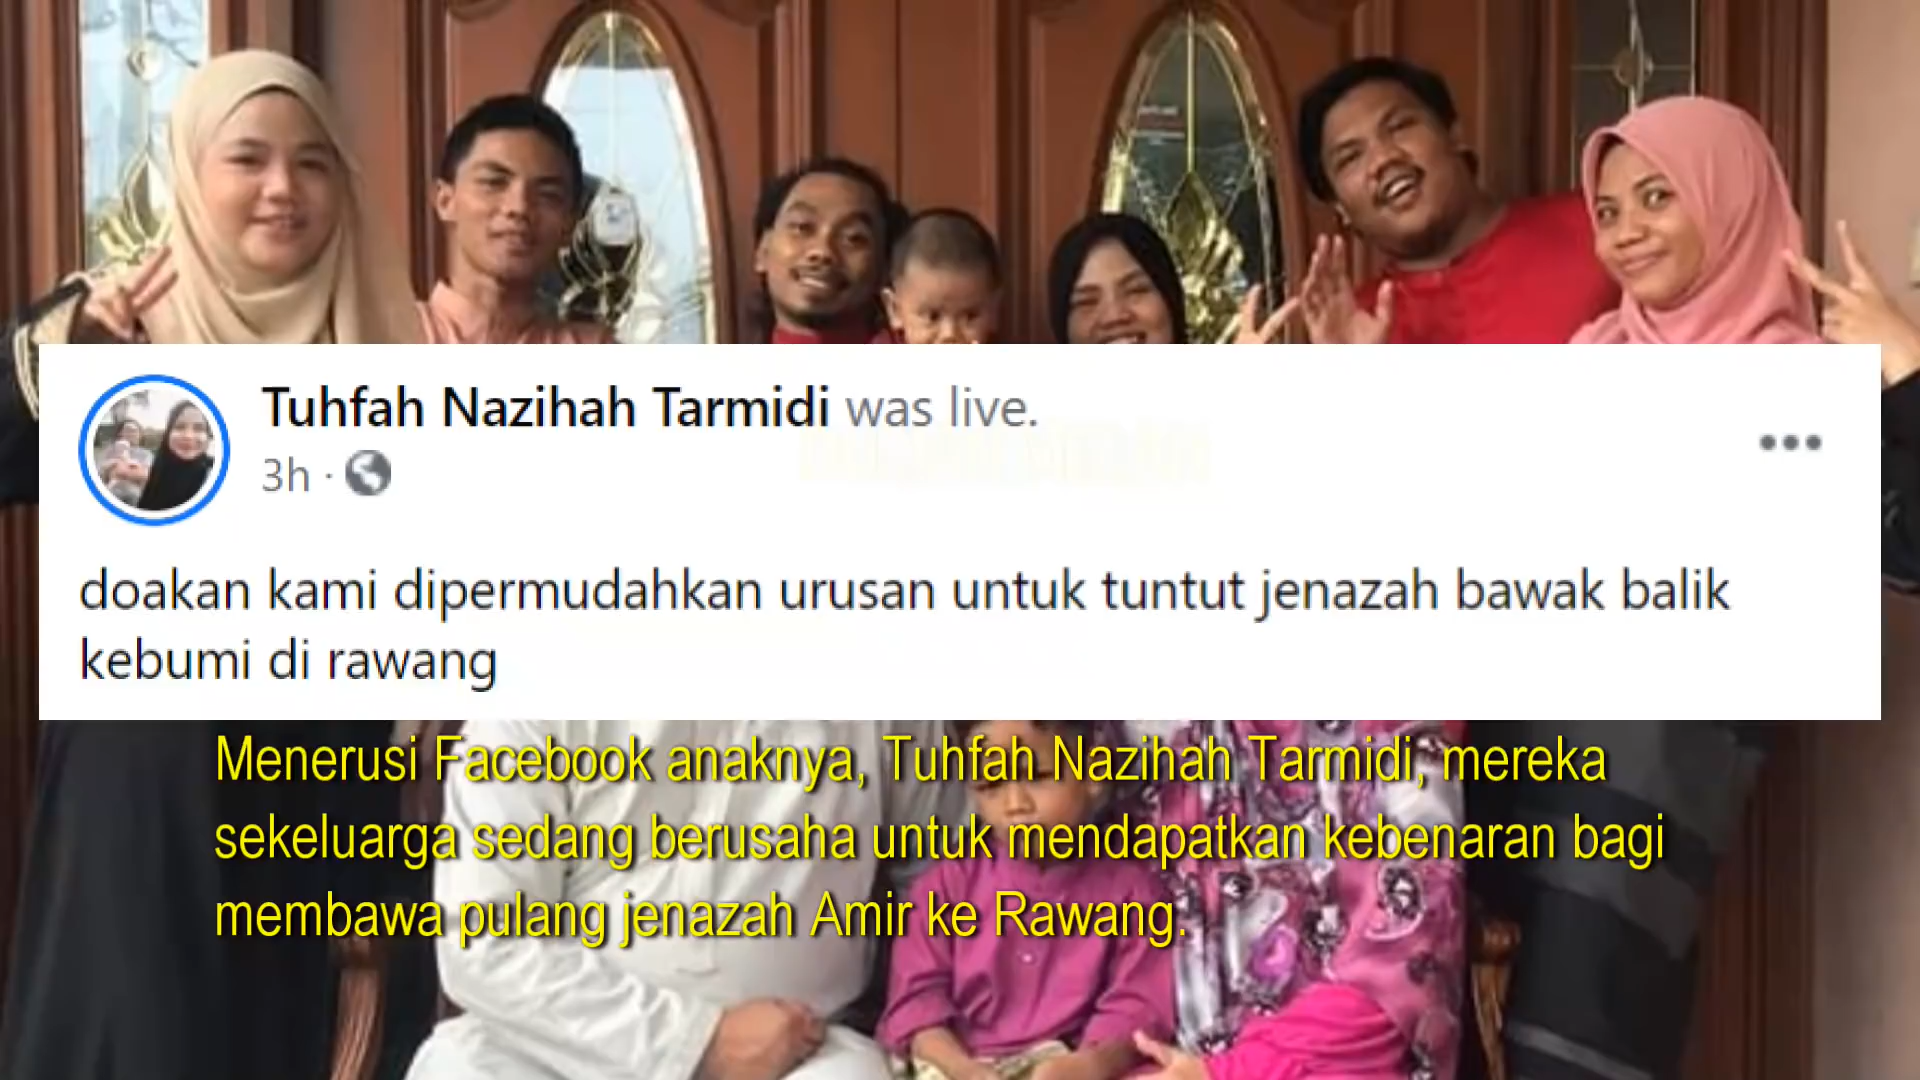 Tuhfah Nazihah Tarmidi was live.
3h ·
doakan kami dipermudahkan urusan untuk tuntut jenazah bawak balik
kebumi di rawang
Menerusi Facebook anaknya, Tuhfah Nazihah Tarmidi, mereka
sekeluarga sedang berusaha untuk mendapatkan kebenaran bagi
membawa pulang jenazah Amir ke Rawang.